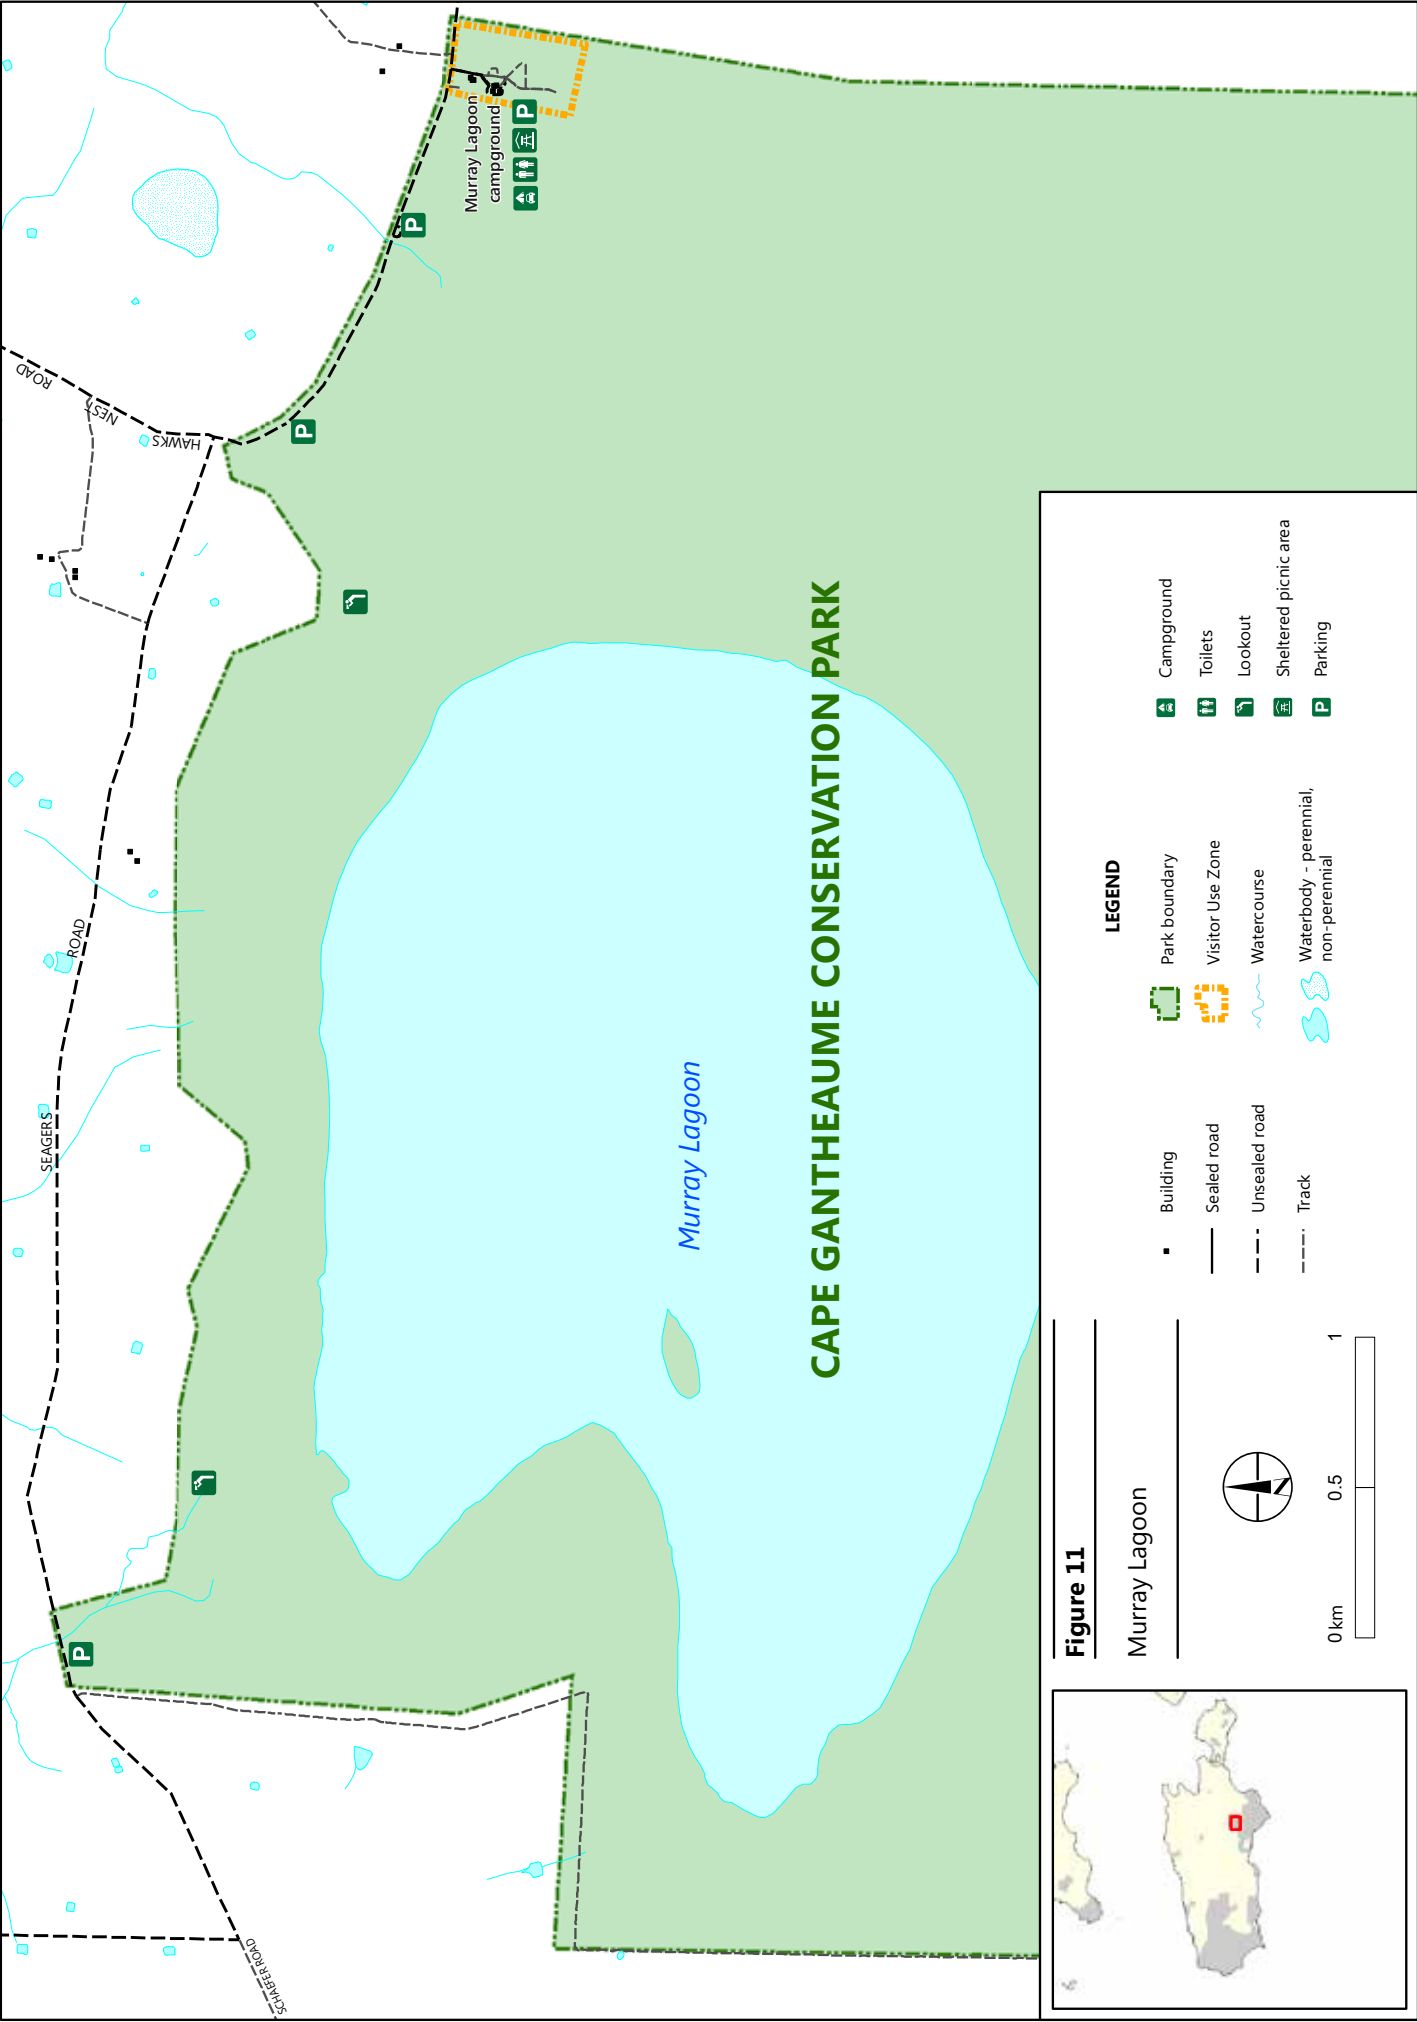 SCHAEFER ROAD
SEAGERS
ROAD
HAWKS
NEST
ROAD
Murray Lagoon
campground
P
P
P
P
Murray Lagoon
CAPE GANTHEAUME CONSERVATION PARK
Figure 11
Murray Lagoon
N
0 km
0.5
1
LEGEND
Building
Sealed road
Unsealed road
Track
Park boundary
Visitor Use Zone
Watercourse
Waterbody - perennial,
non-perennial
Campground
Toilets
Lookout
Sheltered picnic area
P
Parking